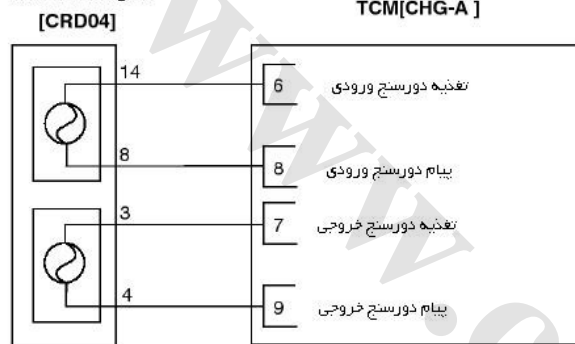 [CRD04]
TCM[CHG-A ]
14
6 تغذیه دورسنج ورودی
8
8 پیام دورسنج ورودی
3
7 تغذیه دورسنج خروجی
4
9 پیام دورسنج خروجی
www.